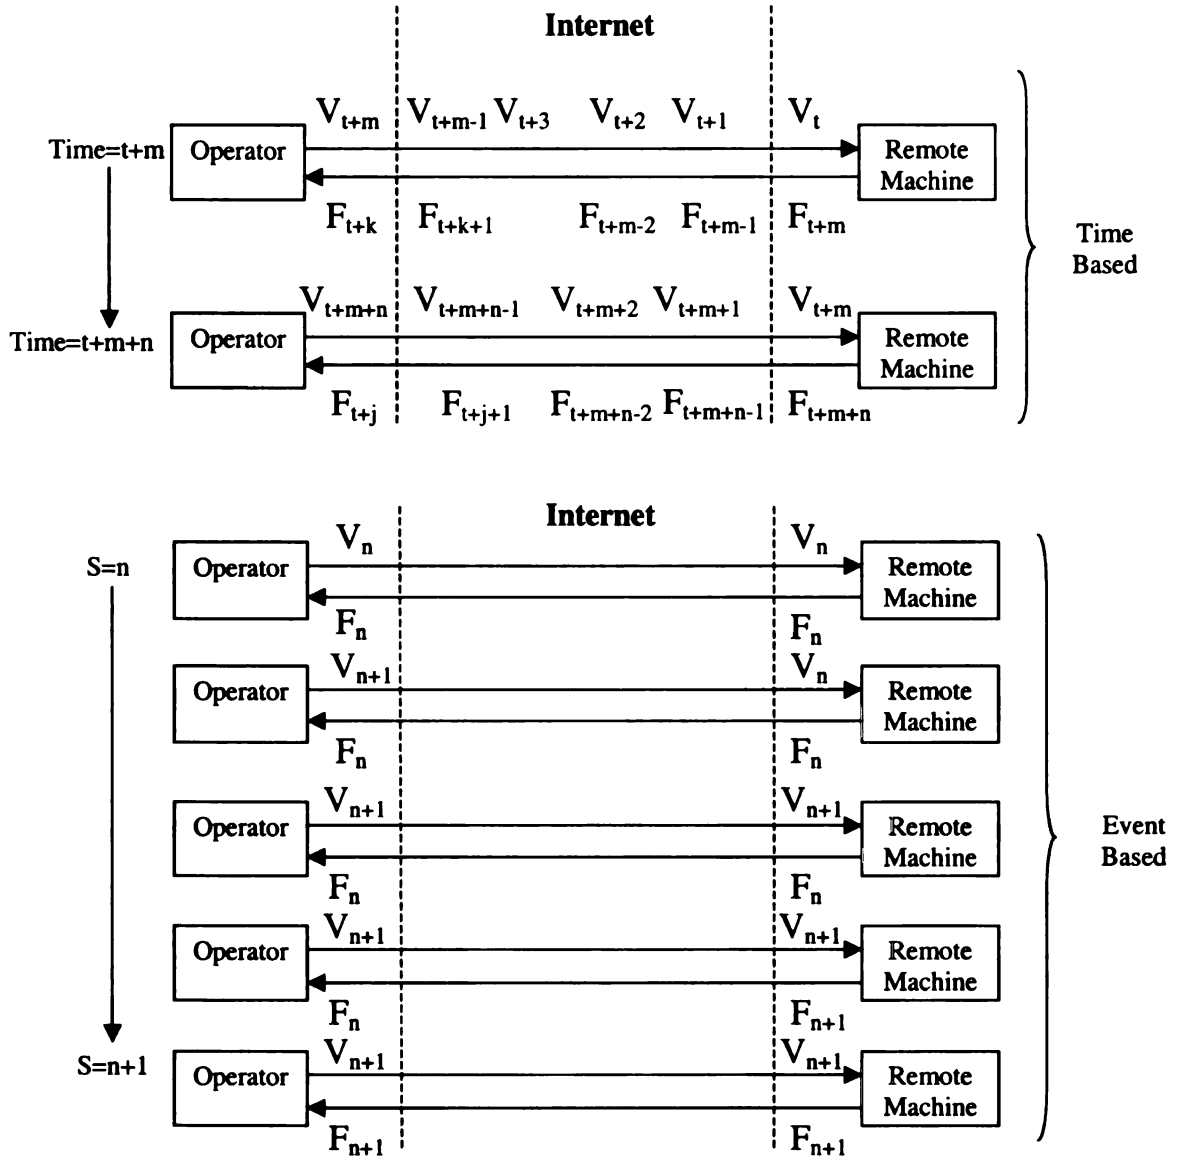 Internet
V_{t+m} V_{t+m-1} V_{t+3} V_{t+2} V_{t+1} V_t
Time=t+m Operator Remote
Machine
F_{t+k} F_{t+k+1} F_{t+m-2} F_{t+m-1} F_{t+m}
Time
Based
V_{t+m+n} V_{t+m+n-1} V_{t+m+2} V_{t+m+1} V_{t+m}
Time=t+m+n Operator Remote
Machine
F_{t+j} F_{t+j+1} F_{t+m+n-2} F_{t+m+n-1} F_{t+m+n}
Internet
V_n V_n
S=n Operator Remote
Machine
F_n F_n
V_{n+1} V_n
Operator Remote
Machine
F_n F_n
V_{n+1} V_{n+1}
Operator Remote
Machine
Event
Based
F_n F_n
V_{n+1} V_{n+1}
Operator Remote
Machine
F_n F_{n+1}
V_{n+1} V_{n+1}
S=n+1 Operator Remote
Machine
F_{n+1} F_{n+1}